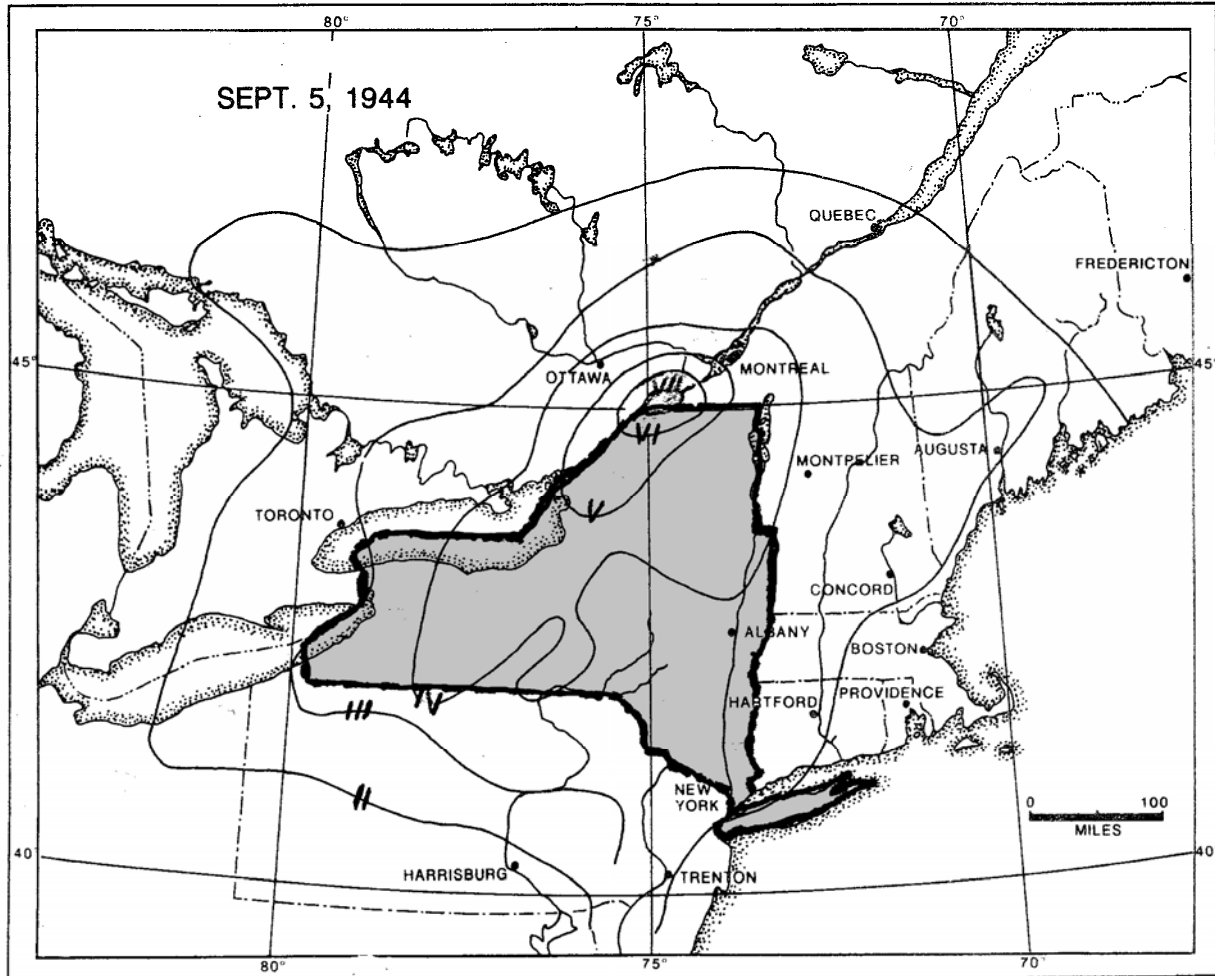 80°
75°
70°
SEPT. 5, 1944
QUEBEC
FREDERICTON
45°
45°
OTTAWA
MONTREAL
VII
VI
AUGUSTA
MONTPELIER
V
TORONTO
CONCORD
ALBANY
BOSTON
IV
III
HARTFORD
PROVIDENCE
II
NEW
YORK
0 100
MILES
40°
40°
HARRISBURG
TRENTON
80°
75°
70°